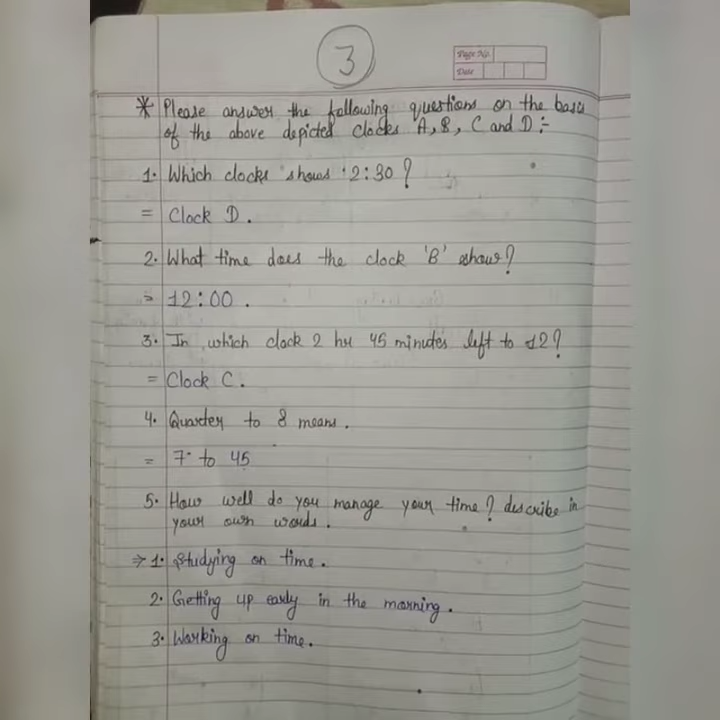 3
Page No.
Date
* Please answer the following questions on the basis
of the above depicted clocks A, B, C and D :-
1. Which clocks shows 2:30 ?
= Clock D.
2. What time does the clock 'B' show?
= 12:00 .
3. In which clock 2 hr 45 minutes left to 12?
= Clock C.
4. Quarter to 8 means.
= 7 to 45
5. How well do you manage your time? describe in
your own words.
⇒ 1. Studying on time.
2. Getting up early in the morning.
3. Working on time.